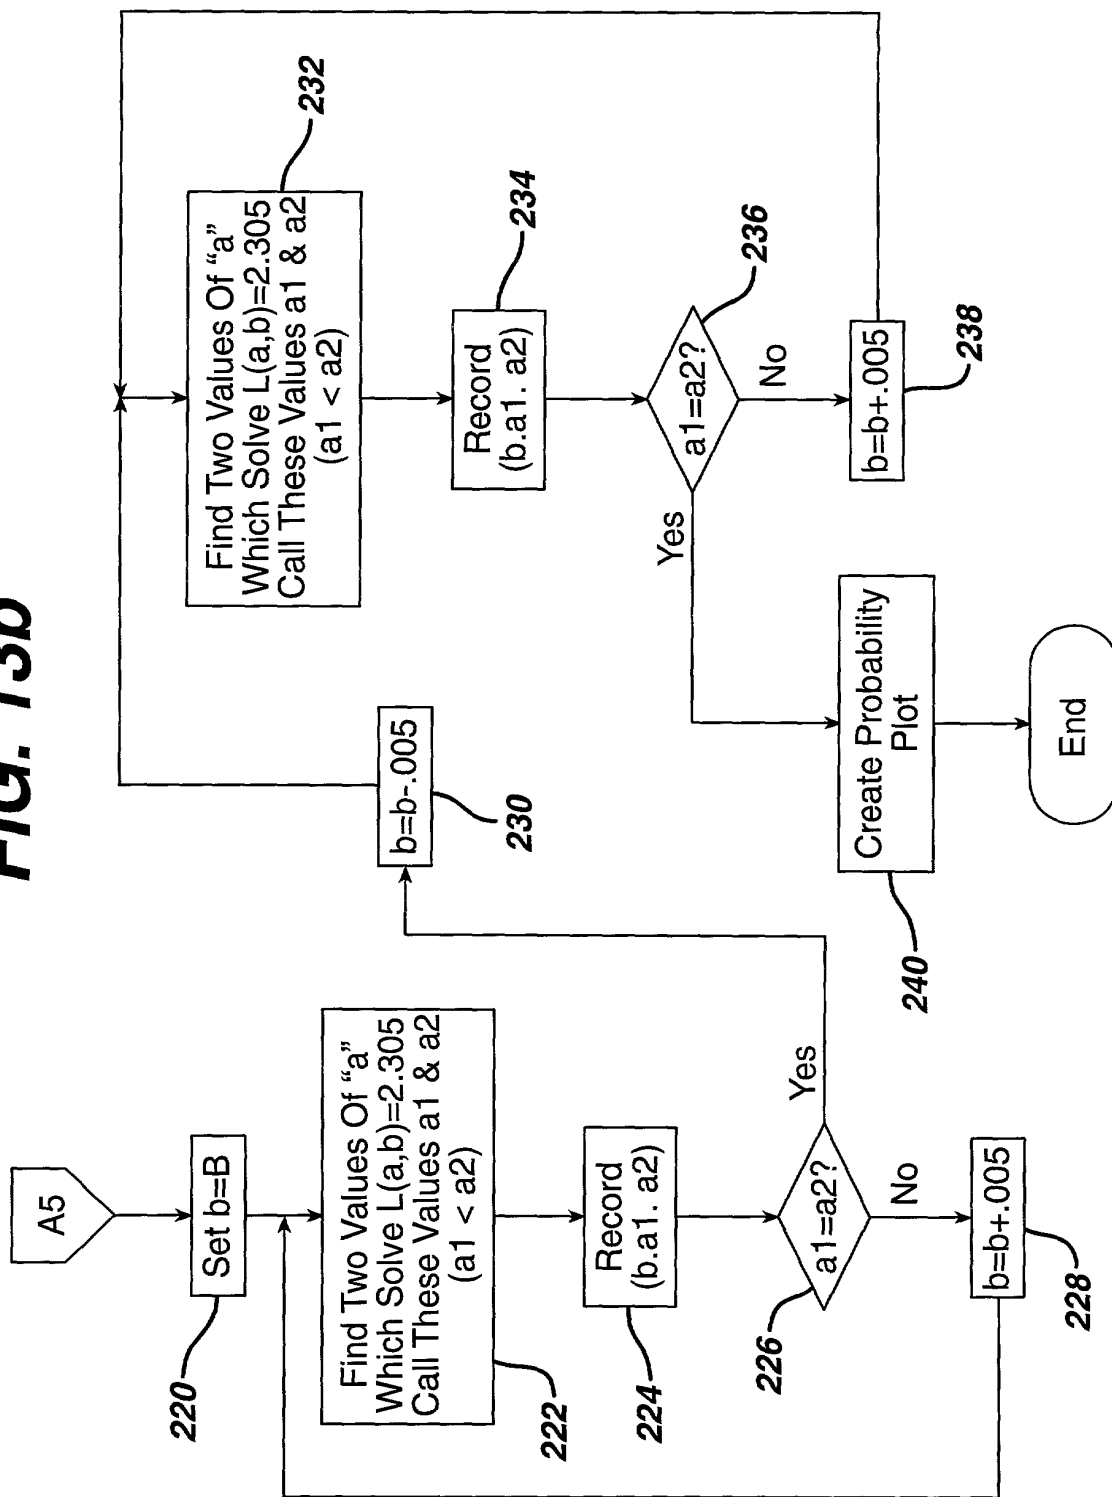 FIG. 13b
A5
Set b=B
220
Find Two Values Of “a”
Which Solve L(a,b)=2.305
Call These Values a1 & a2
(a1 < a2)
222
Record
(b.a1. a2)
224
a1=a2?
226
Yes
No
b=b+.005
228
b=b-.005
230
Find Two Values Of “a”
Which Solve L(a,b)=2.305
Call These Values a1 & a2
(a1 < a2)
232
Record
(b.a1. a2)
234
a1=a2?
236
Yes
No
b=b+.005
238
Create Probability
Plot
240
End